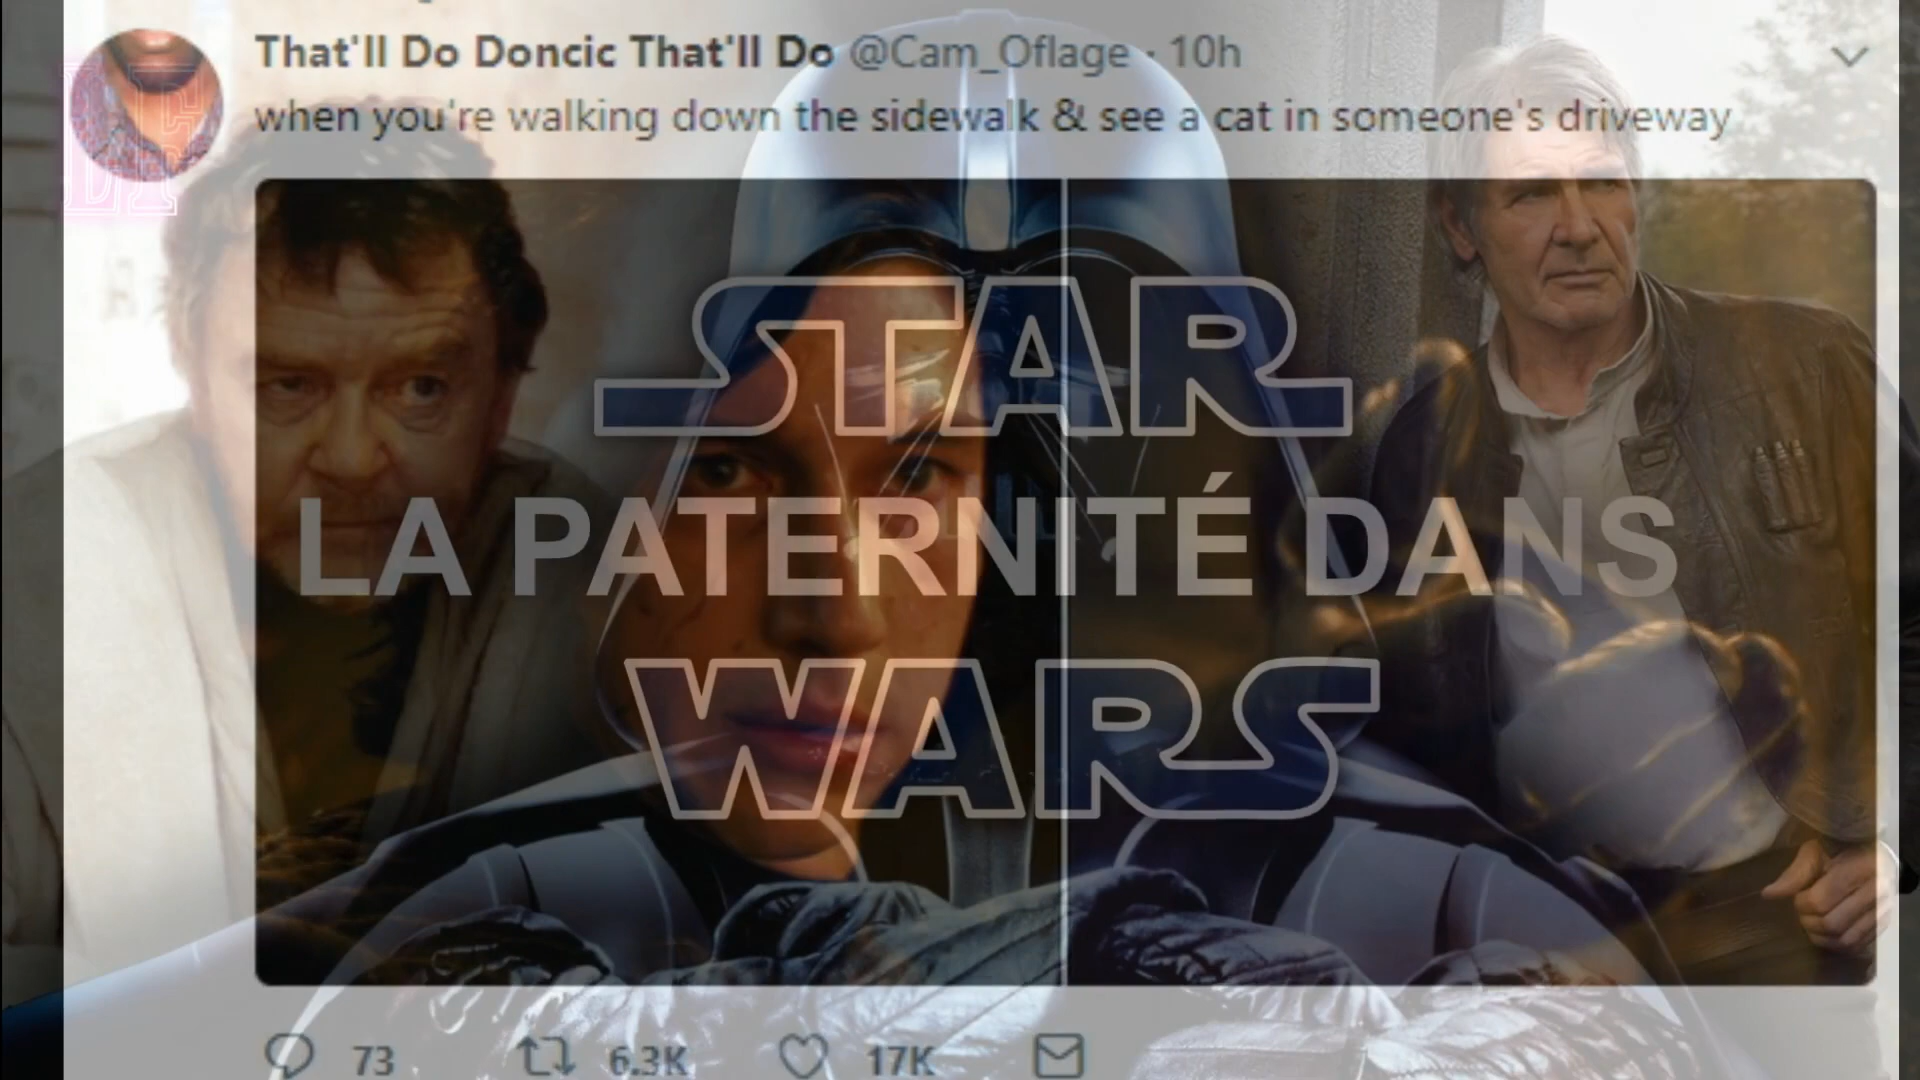 That'll Do Doncic That'll Do @Cam_Oflage · 10h
when you're walking down the sidewalk & see a cat in someone's driveway
STAR
LA PATERNITÉ DANS
WARS
73 6.3K 17K